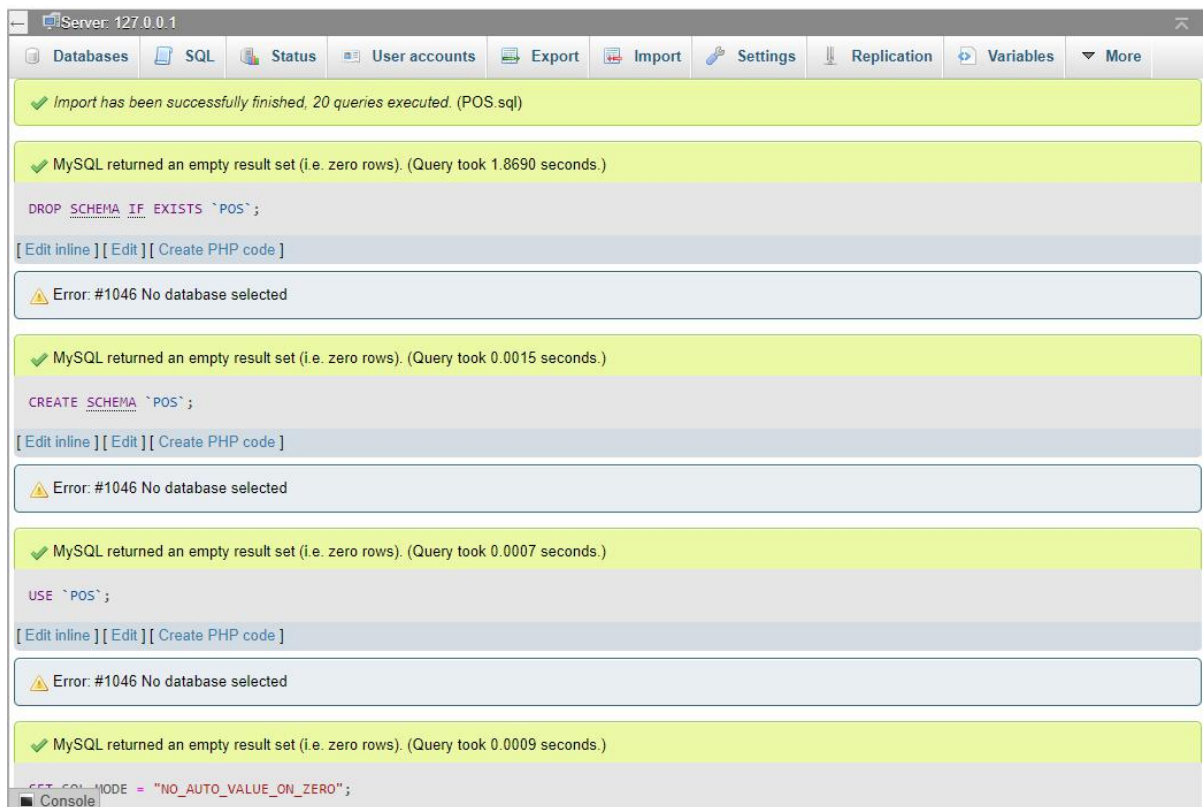 Server: 127.0.0.1
Databases SQL Status User accounts Export Import Settings Replication Variables More
Import has been successfully finished, 20 queries executed. (POS.sql)
MySQL returned an empty result set (i.e. zero rows). (Query took 1.8690 seconds.)
DROP SCHEMA IF EXISTS `POS`;
[ Edit inline ] [ Edit ] [ Create PHP code ]
Error: #1046 No database selected
MySQL returned an empty result set (i.e. zero rows). (Query took 0.0015 seconds.)
CREATE SCHEMA `POS`;
[ Edit inline ] [ Edit ] [ Create PHP code ]
Error: #1046 No database selected
MySQL returned an empty result set (i.e. zero rows). (Query took 0.0007 seconds.)
USE `POS`;
[ Edit inline ] [ Edit ] [ Create PHP code ]
Error: #1046 No database selected
MySQL returned an empty result set (i.e. zero rows). (Query took 0.0009 seconds.)
SET SQL_MODE = "NO_AUTO_VALUE_ON_ZERO";
Console